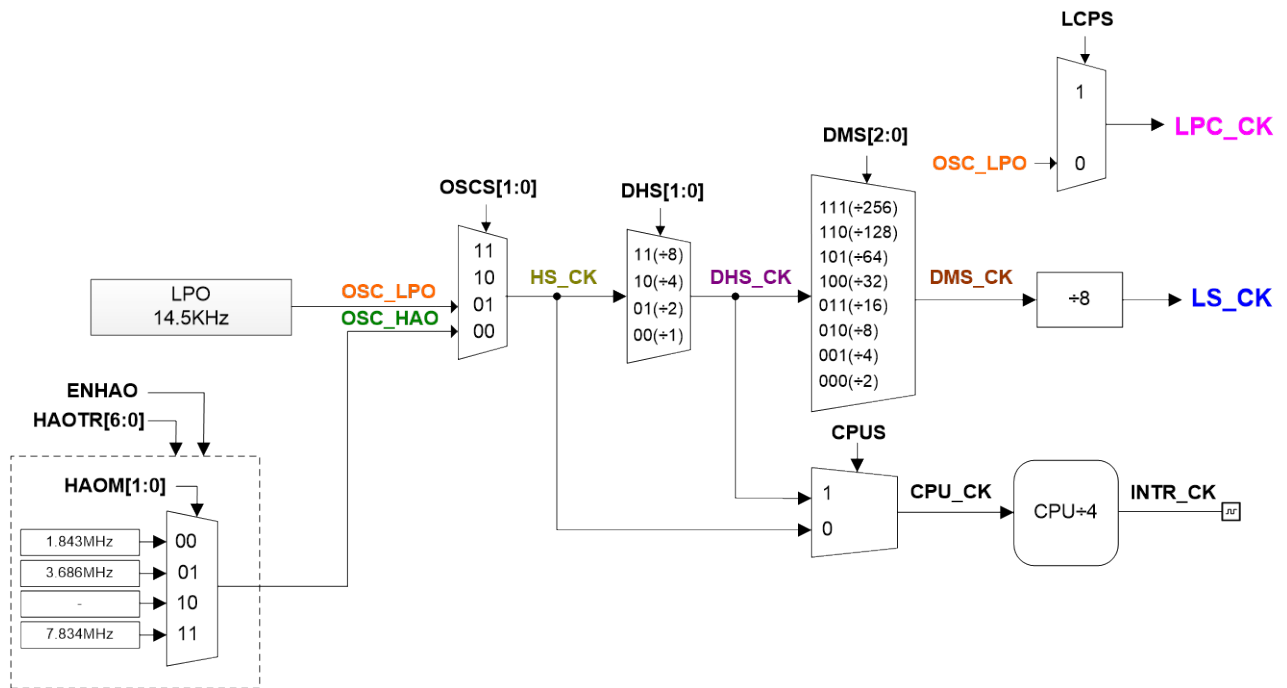 LCPS
1
0
OSC_LPO
LPC_CK
DMS[2:0]
111(÷256)
110(÷128)
101(÷64)
100(÷32)
011(÷16)
010(÷8)
001(÷4)
000(÷2)
OSCS[1:0]
11
10
01
00
DHS[1:0]
11(÷8)
10(÷4)
01(÷2)
00(÷1)
LPO
14.5KHz
OSC_LPO
OSC_HAO
HS_CK
DHS_CK
DMS_CK
÷8
LS_CK
ENHAO
HAOTR[6:0]
HAOM[1:0]
1.843MHz
00
3.686MHz
01
-
10
7.834MHz
11
CPUS
1
0
CPU_CK
CPU÷4
INTR_CK